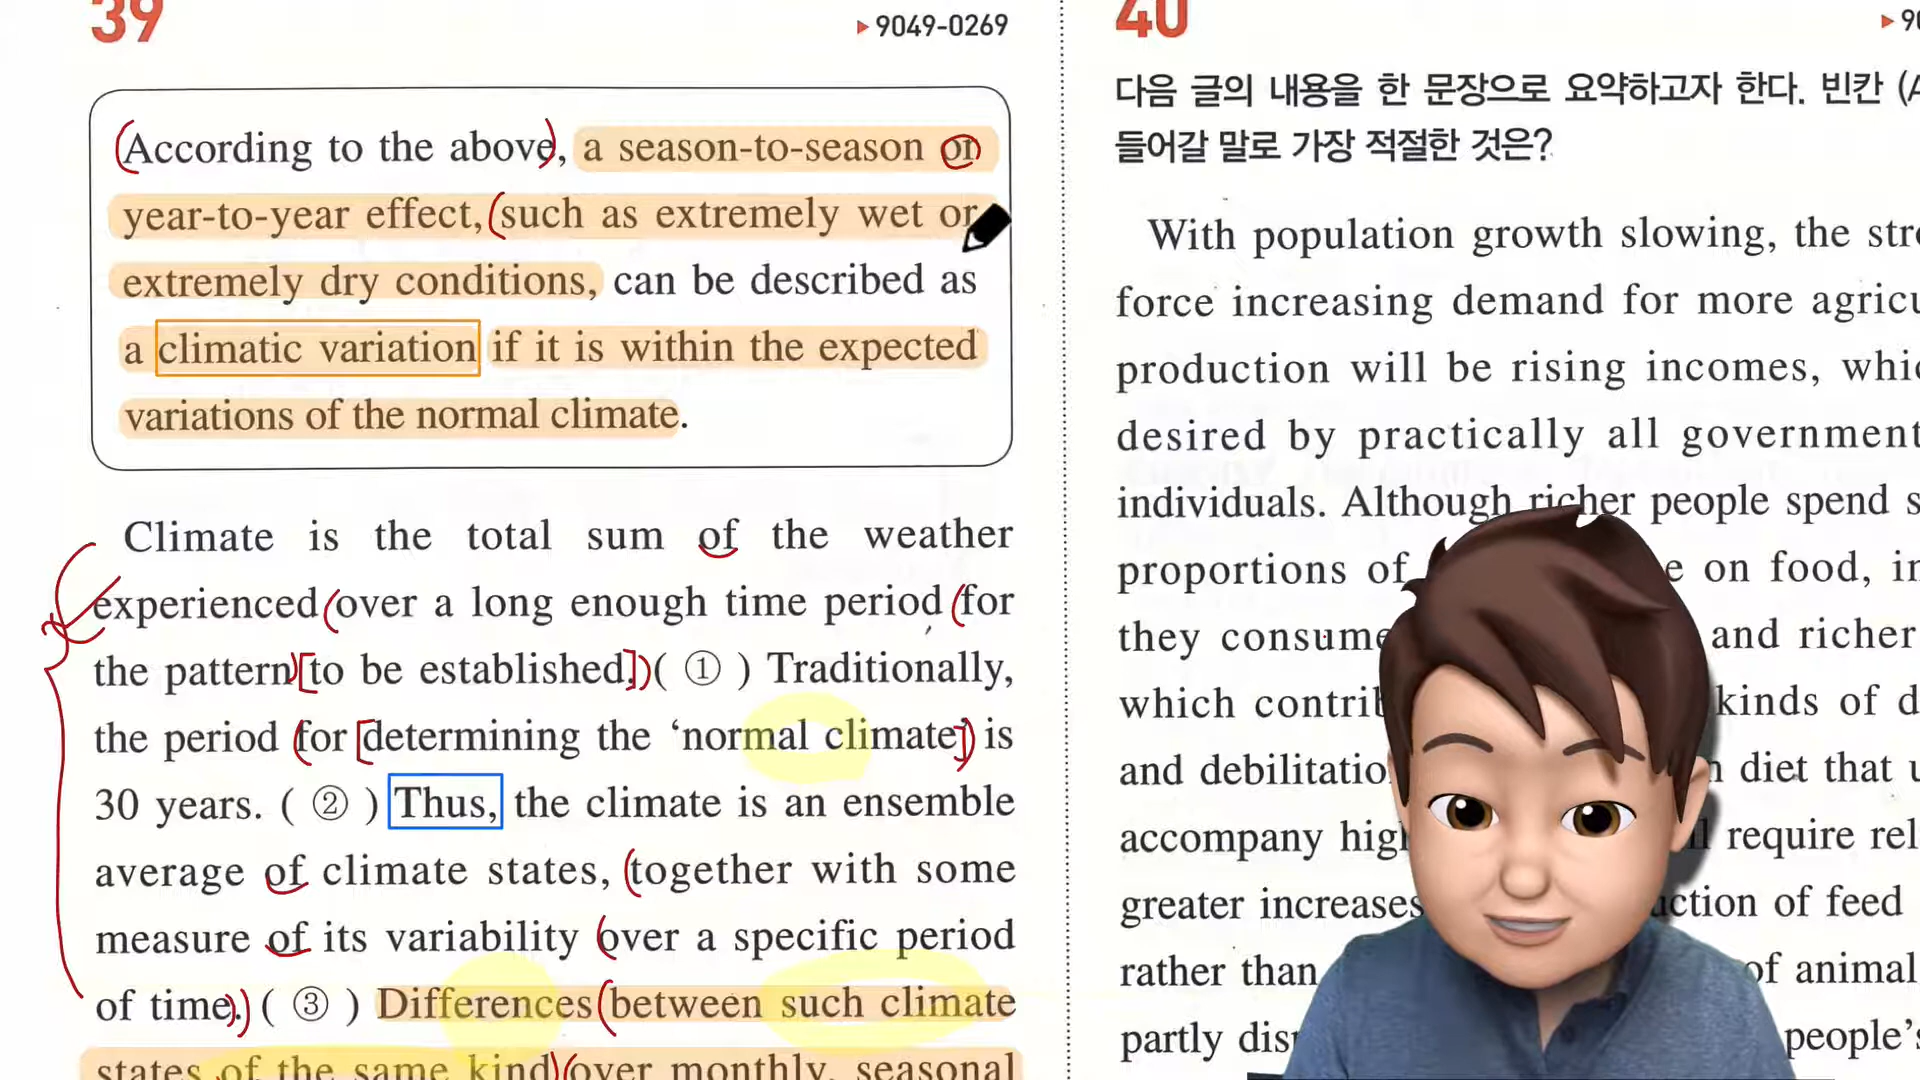 39
▶ 9049-0269
According to the above, a season-to-season or
year-to-year effect, such as extremely wet or
extremely dry conditions, can be described as
a climatic variation if it is within the expected
variations of the normal climate.
Climate is the total sum of the weather
experienced over a long enough time period for
the pattern to be established. ( ① ) Traditionally,
the period for determining the ‘normal climate’ is
30 years. ( ② ) Thus, the climate is an ensemble
average of climate states, together with some
measure of its variability over a specific period
of time. ( ③ ) Differences between such climate
states of the same kind over monthly, seasonal
40
▶
다음 글의 내용을 한 문장으로 요약하고자 한다. 빈칸
들어갈 말로 가장 적절한 것은?
With population growth slowing, the
force increasing demand for more
production will be rising incomes,
desired by practically all
individuals. Although richer people spend
proportions of on food,
they and richer
which kinds of
and diet that
accompany require
greater increases of feed
rather than of animal
partly people's